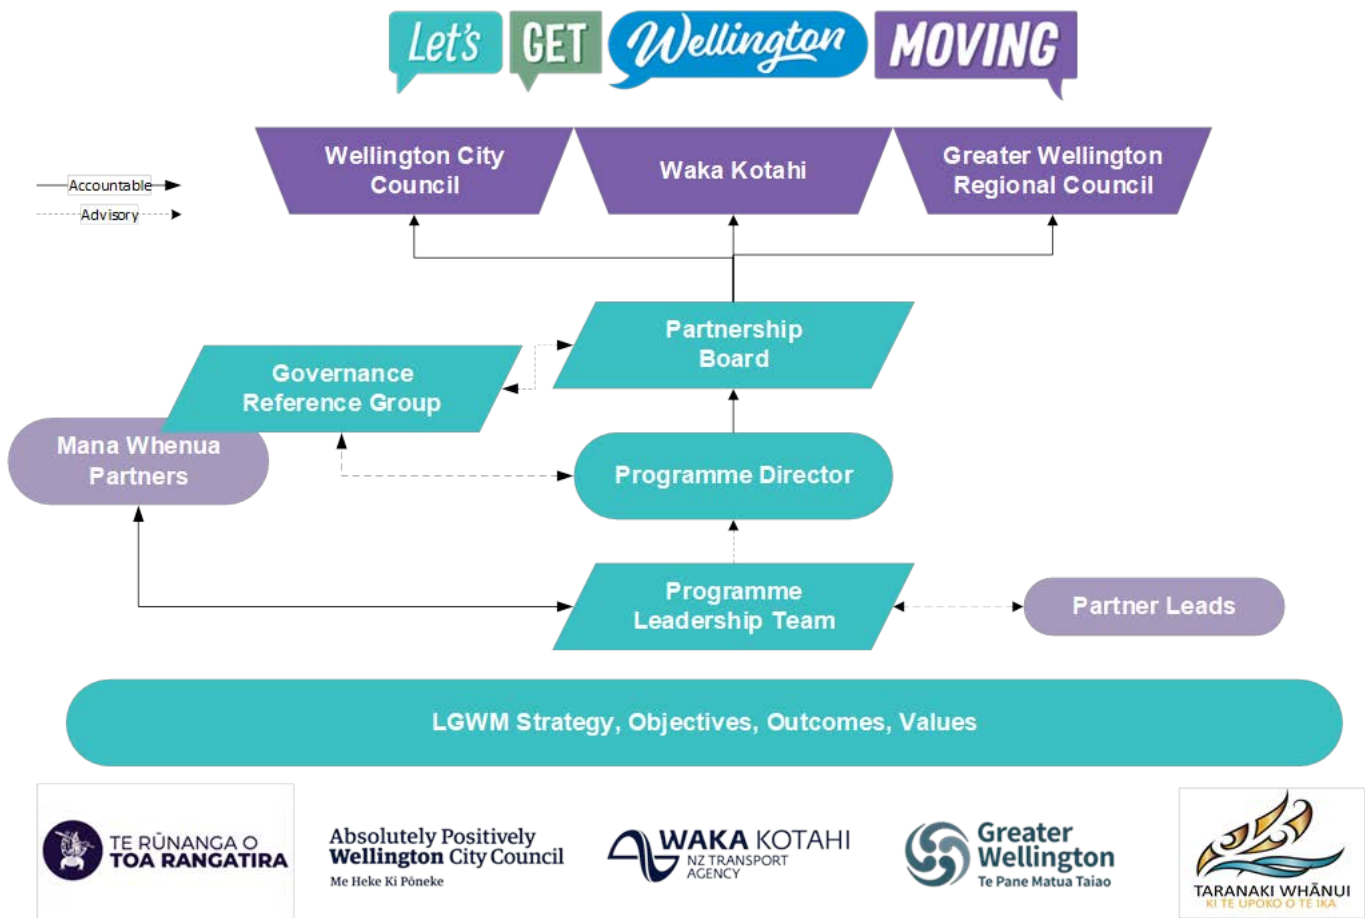 Let's GET Wellington MOVING
Wellington City
Council
Waka Kotahi
Greater Wellington
Regional Council
Accountable
Advisory
Partnership
Board
Governance
Reference Group
Mana Whenua
Partners
Programme Director
Programme
Leadership Team
Partner Leads
LGWM Strategy, Objectives, Outcomes, Values
TE RŪNANGA O
TOA RANGATIRA
Absolutely Positively
Wellington City Council
Me Heke Ki Pōneke
WAKA KOTAHI
NZ TRANSPORT
AGENCY
Greater
Wellington
Te Pane Matua Taiao
TARANAKI WHĀNUI
KI TE UPOKO O TE IKA